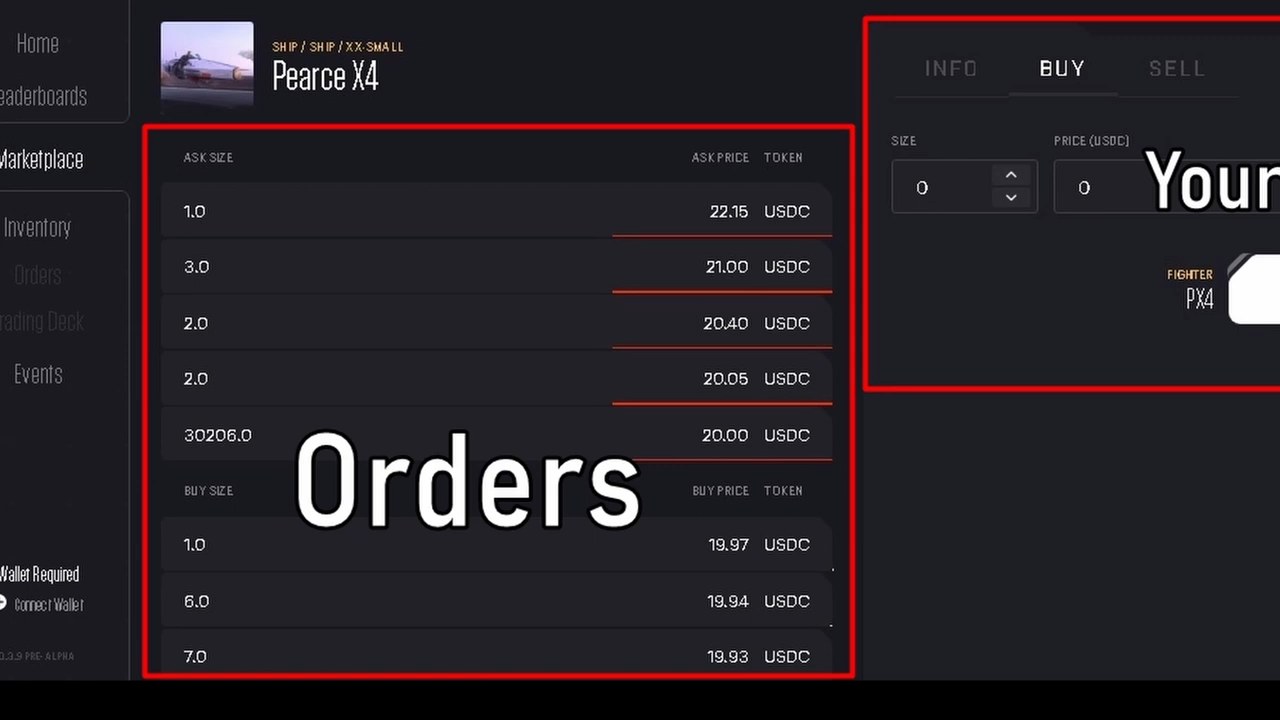 Home
eaderboards
Marketplace
Inventory
Orders
rading Deck
Events
Wallet Required
Connect Wallet
0.3.9 PRE-ALPHA
SHIP / SHIP / XX-SMALL
Pearce X4
ASK SIZE ASK PRICE TOKEN
1.0 22.15 USDC
3.0 21.00 USDC
2.0 20.40 USDC
2.0 20.05 USDC
30206.0 20.00 USDC
Orders
BUY SIZE BUY PRICE TOKEN
1.0 19.97 USDC
6.0 19.94 USDC
7.0 19.93 USDC
INFO BUY SELL
SIZE PRICE (USDC)
0 0
Your
FIGHTER
PX4